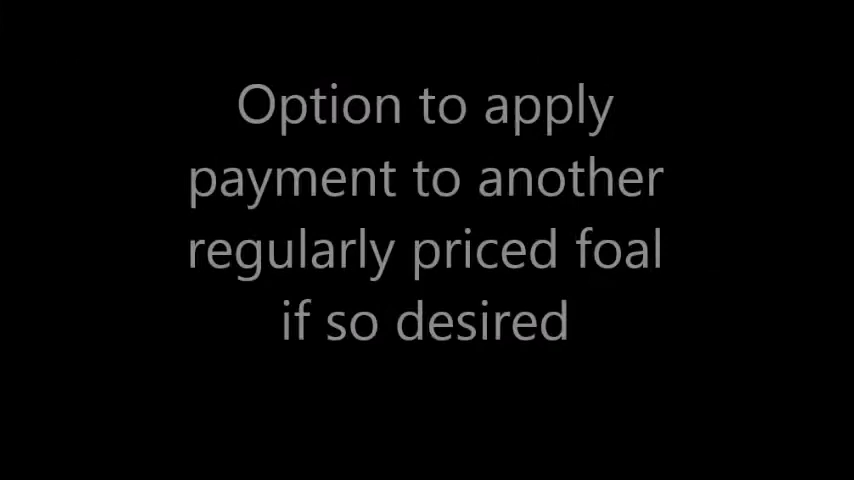 Option to apply
payment to another
regularly priced foal
if so desired